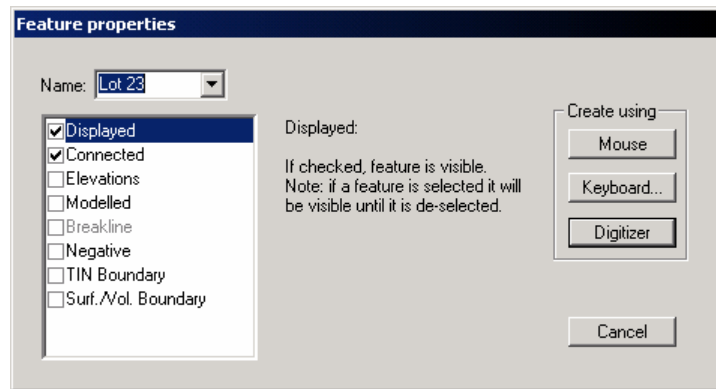 Feature properties
Name: Lot 23
Displayed
Connected
Elevations
Modelled
Breakline
Negative
TIN Boundary
Surf./Vol. Boundary
Displayed:
If checked, feature is visible.
Note: if a feature is selected it will
be visible until it is de-selected.
Create using
Mouse
Keyboard...
Digitizer
Cancel